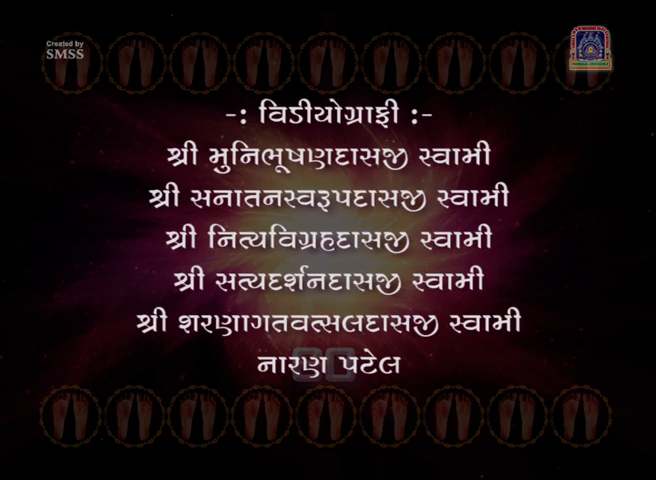 Created by
SMSS
-: વિડીયોગ્રાફી :-
શ્રી મુનિભૂષણદાસજી સ્વામી
શ્રી સનાતનસ્વરૂપદાસજી સ્વામી
શ્રી નિત્યવિગ્રહદાસજી સ્વામી
શ્રી સત્યદર્શનદાસજી સ્વામી
શ્રી શરણાગતવત્સલદાસજી સ્વામી
નારણ પટેલ